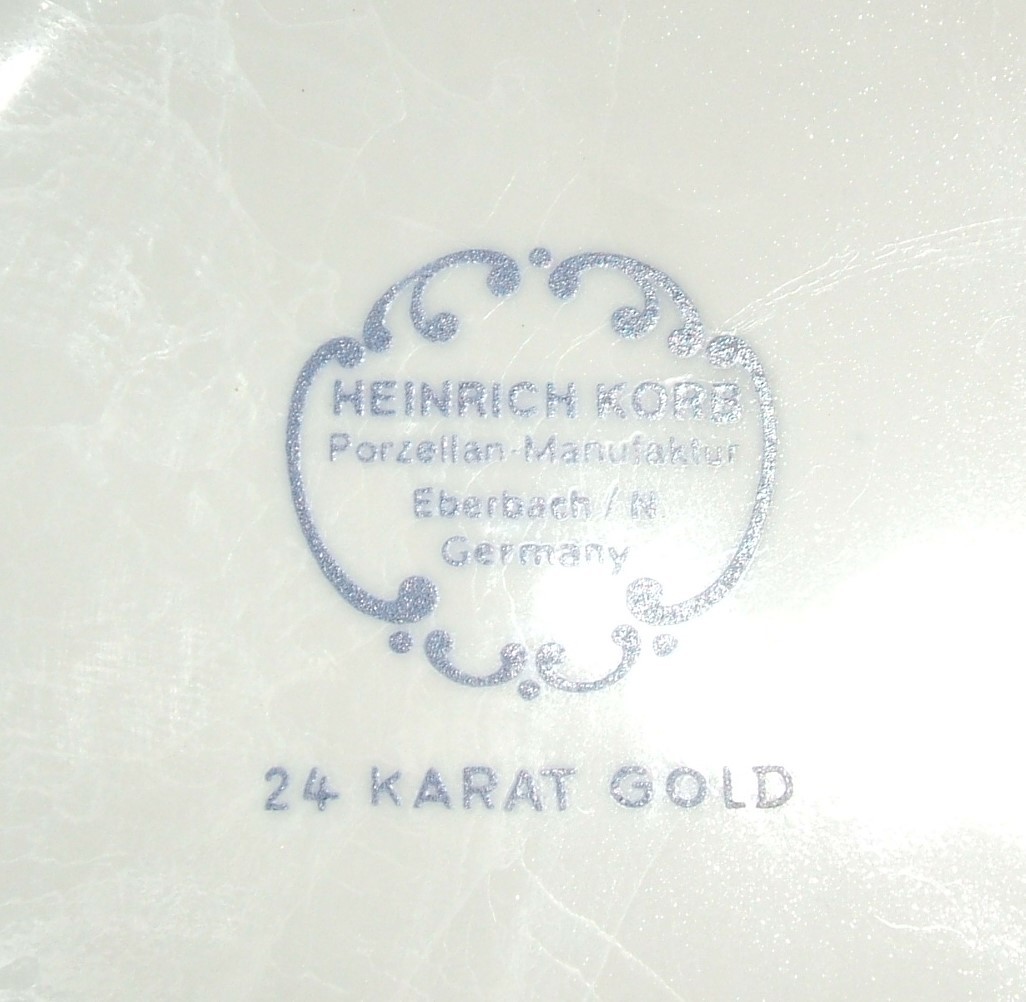 HEINRICH KORB
Porzellan-Manufaktur
Eberbach / N
Germany
24 KARAT GOLD